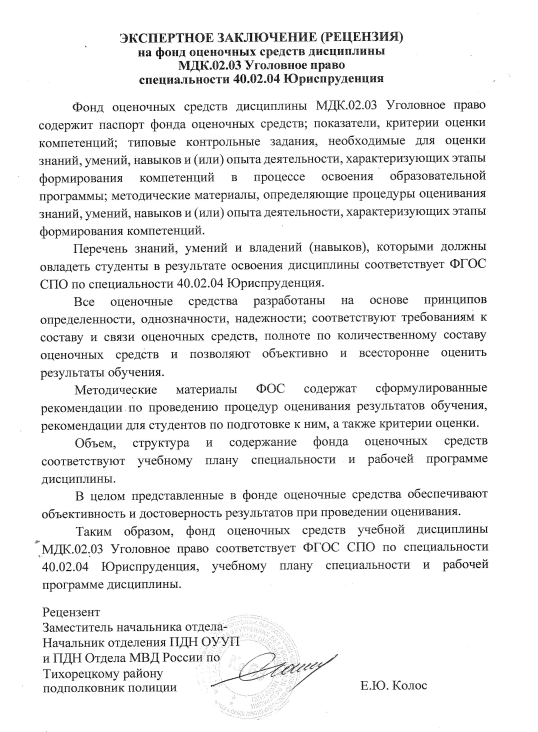 ЭКСПЕРТНОЕ ЗАКЛЮЧЕНИЕ (РЕЦЕНЗИЯ)
на фонд оценочных средств дисциплины
МДК.02.03 Уголовное право
специальности 40.02.04 Юриспруденция
Фонд оценочных средств дисциплины МДК.02.03 Уголовное право
содержит паспорт фонда оценочных средств; показатели, критерии оценки
компетенций; типовые контрольные задания, необходимые для оценки
знаний, умений, навыков и (или) опыта деятельности, характеризующих этапы
формирования компетенций в процессе освоения образовательной
программы; методические материалы, определяющие процедуры оценивания
знаний, умений, навыков и (или) опыта деятельности, характеризующих этапы
формирования компетенций.
Перечень знаний, умений и владений (навыков), которыми должны
овладеть студенты в результате освоения дисциплины соответствует ФГОС
СПО по специальности 40.02.04 Юриспруденция.
Все оценочные средства разработаны на основе принципов
определенности, однозначности, надежности; соответствуют требованиям к
составу и связи оценочных средств, полноте по количественному составу
оценочных средств и позволяют объективно и всесторонне оценить
результаты обучения.
Методические материалы ФОС содержат сформулированные
рекомендации по проведению процедур оценивания результатов обучения,
рекомендации для студентов по подготовке к ним, а также критерии оценки.
Объем, структура и содержание фонда оценочных средств
соответствуют учебному плану специальности и рабочей программе
дисциплины.
В целом представленные в фонде оценочные средства обеспечивают
объективность и достоверность результатов при проведении оценивания.
Таким образом, фонд оценочных средств учебной дисциплины
МДК.02.03 Уголовное право соответствует ФГОС СПО по специальности
40.02.04 Юриспруденция, учебному плану специальности и рабочей
программе дисциплины.
Рецензент
Заместитель начальника отдела-
Начальник отделения ПДН ОУУП
и ПДН Отдела МВД России по
Тихорецкому району
подполковник полиции Е.Ю. Колос